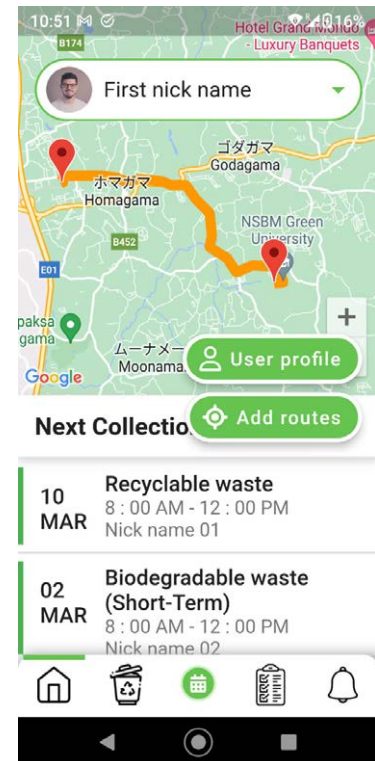 10:51
16%
Hotel Grand Mondo
- Luxury Banquets
B174
First nick name
ゴダガマ
Godagama
ホマガマ
Homagama
NSBM Green
University
B452
E01
paksa
gama
ムーナメー
Moonama
+
Google
User profile
Add routes
Next Collectio
10
MAR
Recyclable waste
8 : 00 AM - 12 : 00 PM
Nick name 01
02
MAR
Biodegradable waste
(Short-Term)
8 : 00 AM - 12 : 00 PM
Nick name 02